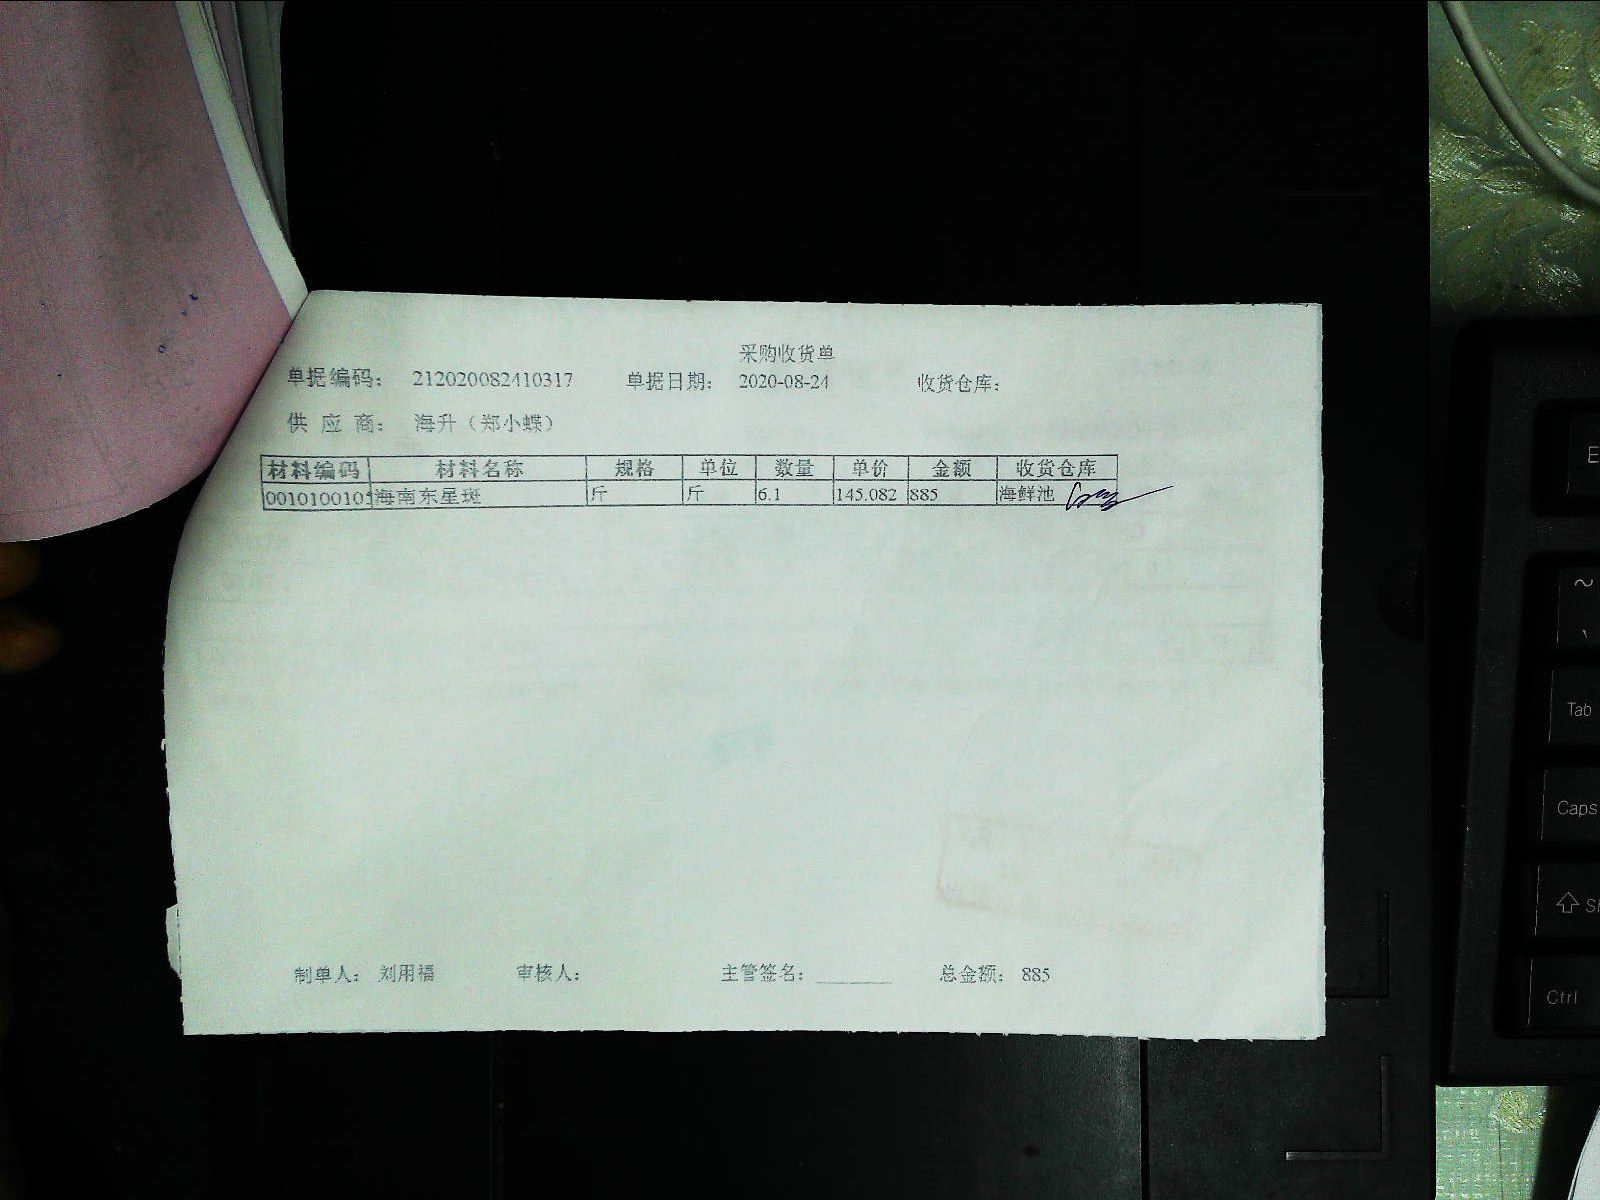 采购收货单
单据编码： 212020082410317 单据日期： 2020-08-24 收货仓库：
供 应 商： 海升（郑小蝶）
材料编码 材料名称 规格 单位 数量 单价 金额 收货仓库
0010100105 海南东星斑 斤 斤 6.1 145.082 885 海鲜池
制单人： 刘用福 审核人： 主管签名： ________ 总金额： 885
E
~
、
Tab
Caps
Ctrl